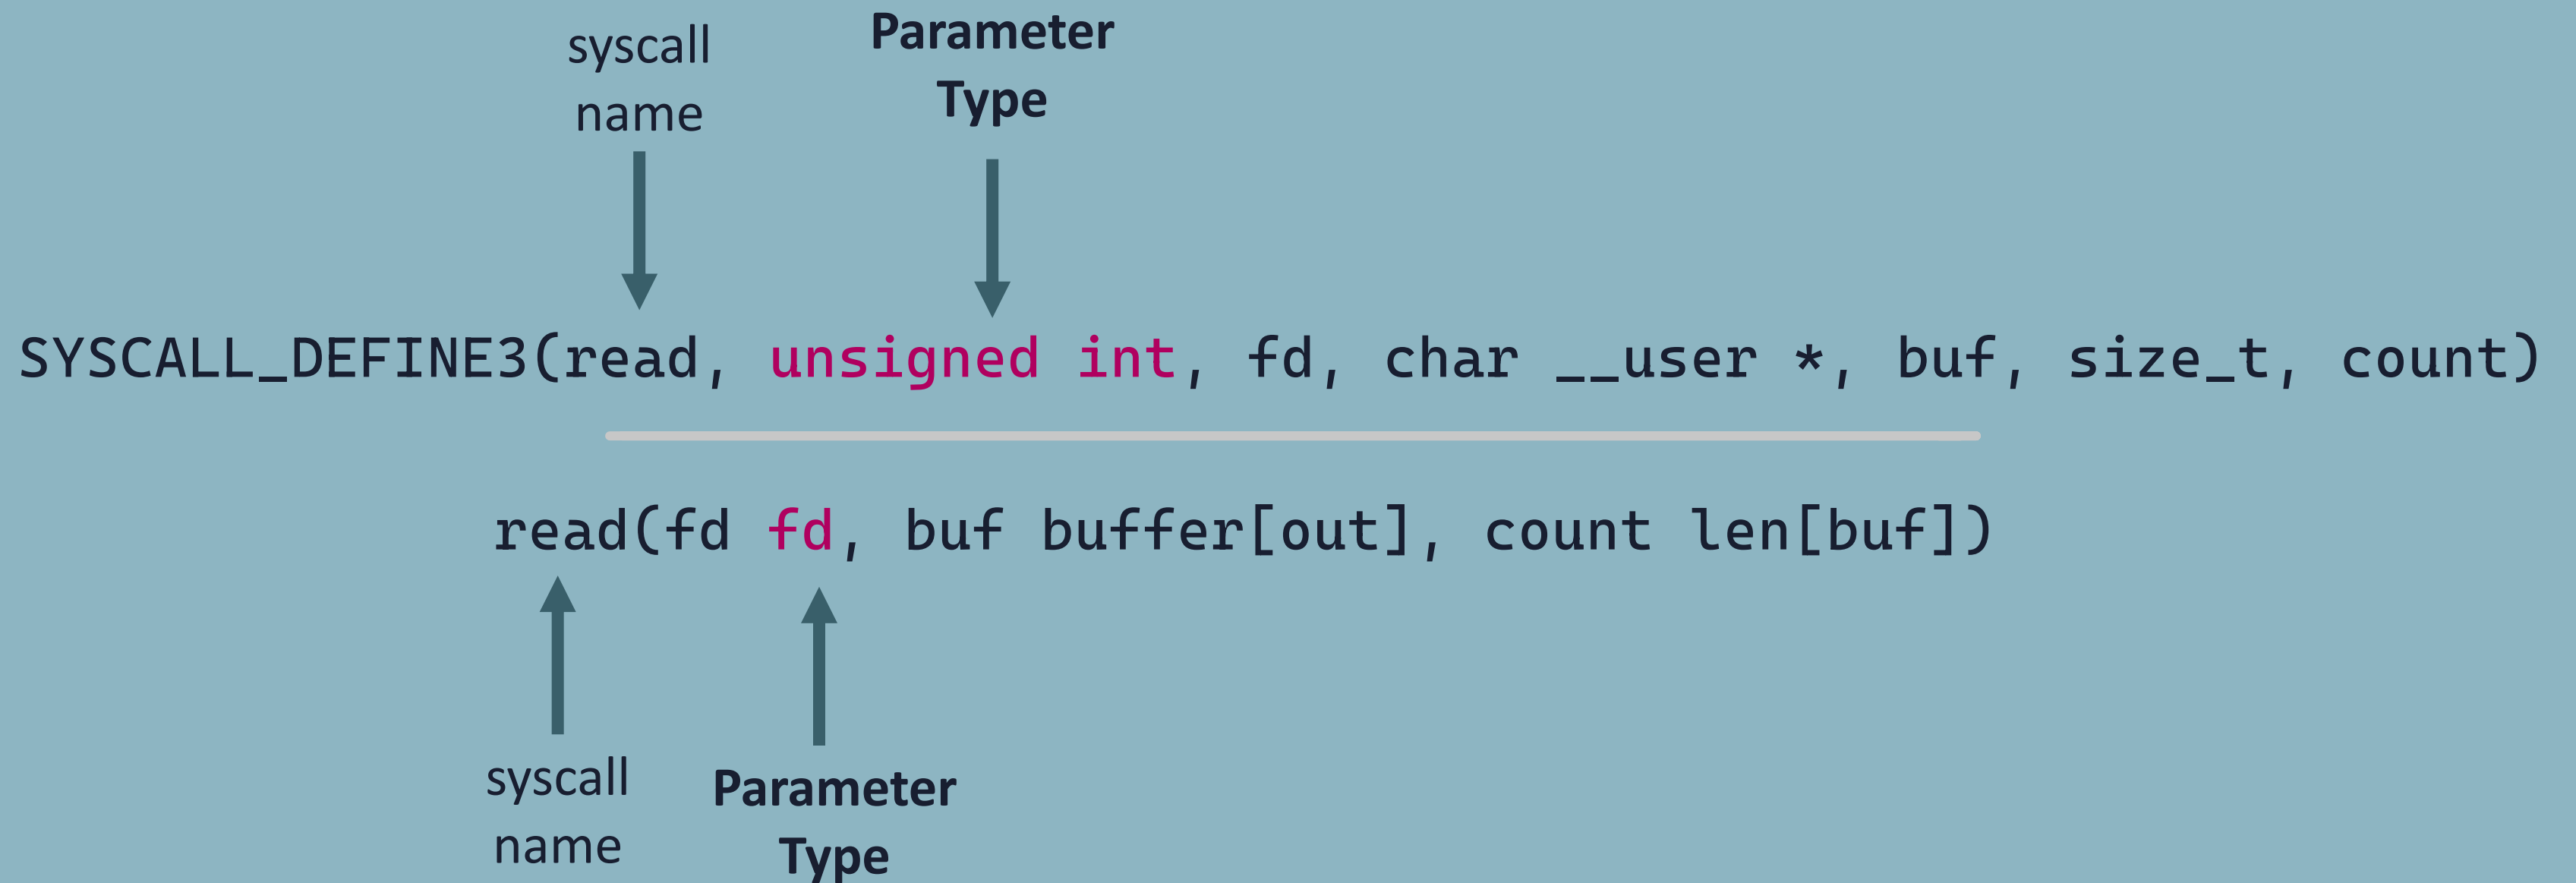 syscall
name
Parameter
Type
SYSCALL_DEFINE3(read, unsigned int, fd, char __user *, buf, size_t, count)
read(fd fd, buf buffer[out], count len[buf])
syscall
name
Parameter
Type